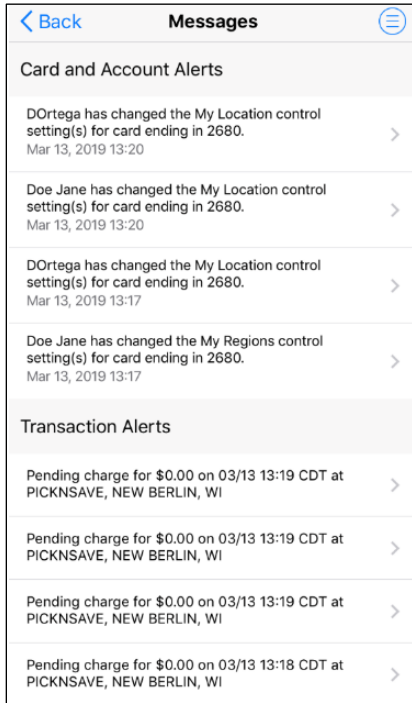 Back
Messages
Card and Account Alerts
DOrtega has changed the My Location control
setting(s) for card ending in 2680.
Mar 13, 2019 13:20
Doe Jane has changed the My Location control
setting(s) for card ending in 2680.
Mar 13, 2019 13:20
DOrtega has changed the My Location control
setting(s) for card ending in 2680.
Mar 13, 2019 13:17
Doe Jane has changed the My Regions control
setting(s) for card ending in 2680.
Mar 13, 2019 13:17
Transaction Alerts
Pending charge for $0.00 on 03/13 13:19 CDT at
PICKNSAVE, NEW BERLIN, WI
Pending charge for $0.00 on 03/13 13:19 CDT at
PICKNSAVE, NEW BERLIN, WI
Pending charge for $0.00 on 03/13 13:19 CDT at
PICKNSAVE, NEW BERLIN, WI
Pending charge for $0.00 on 03/13 13:18 CDT at
PICKNSAVE, NEW BERLIN, WI